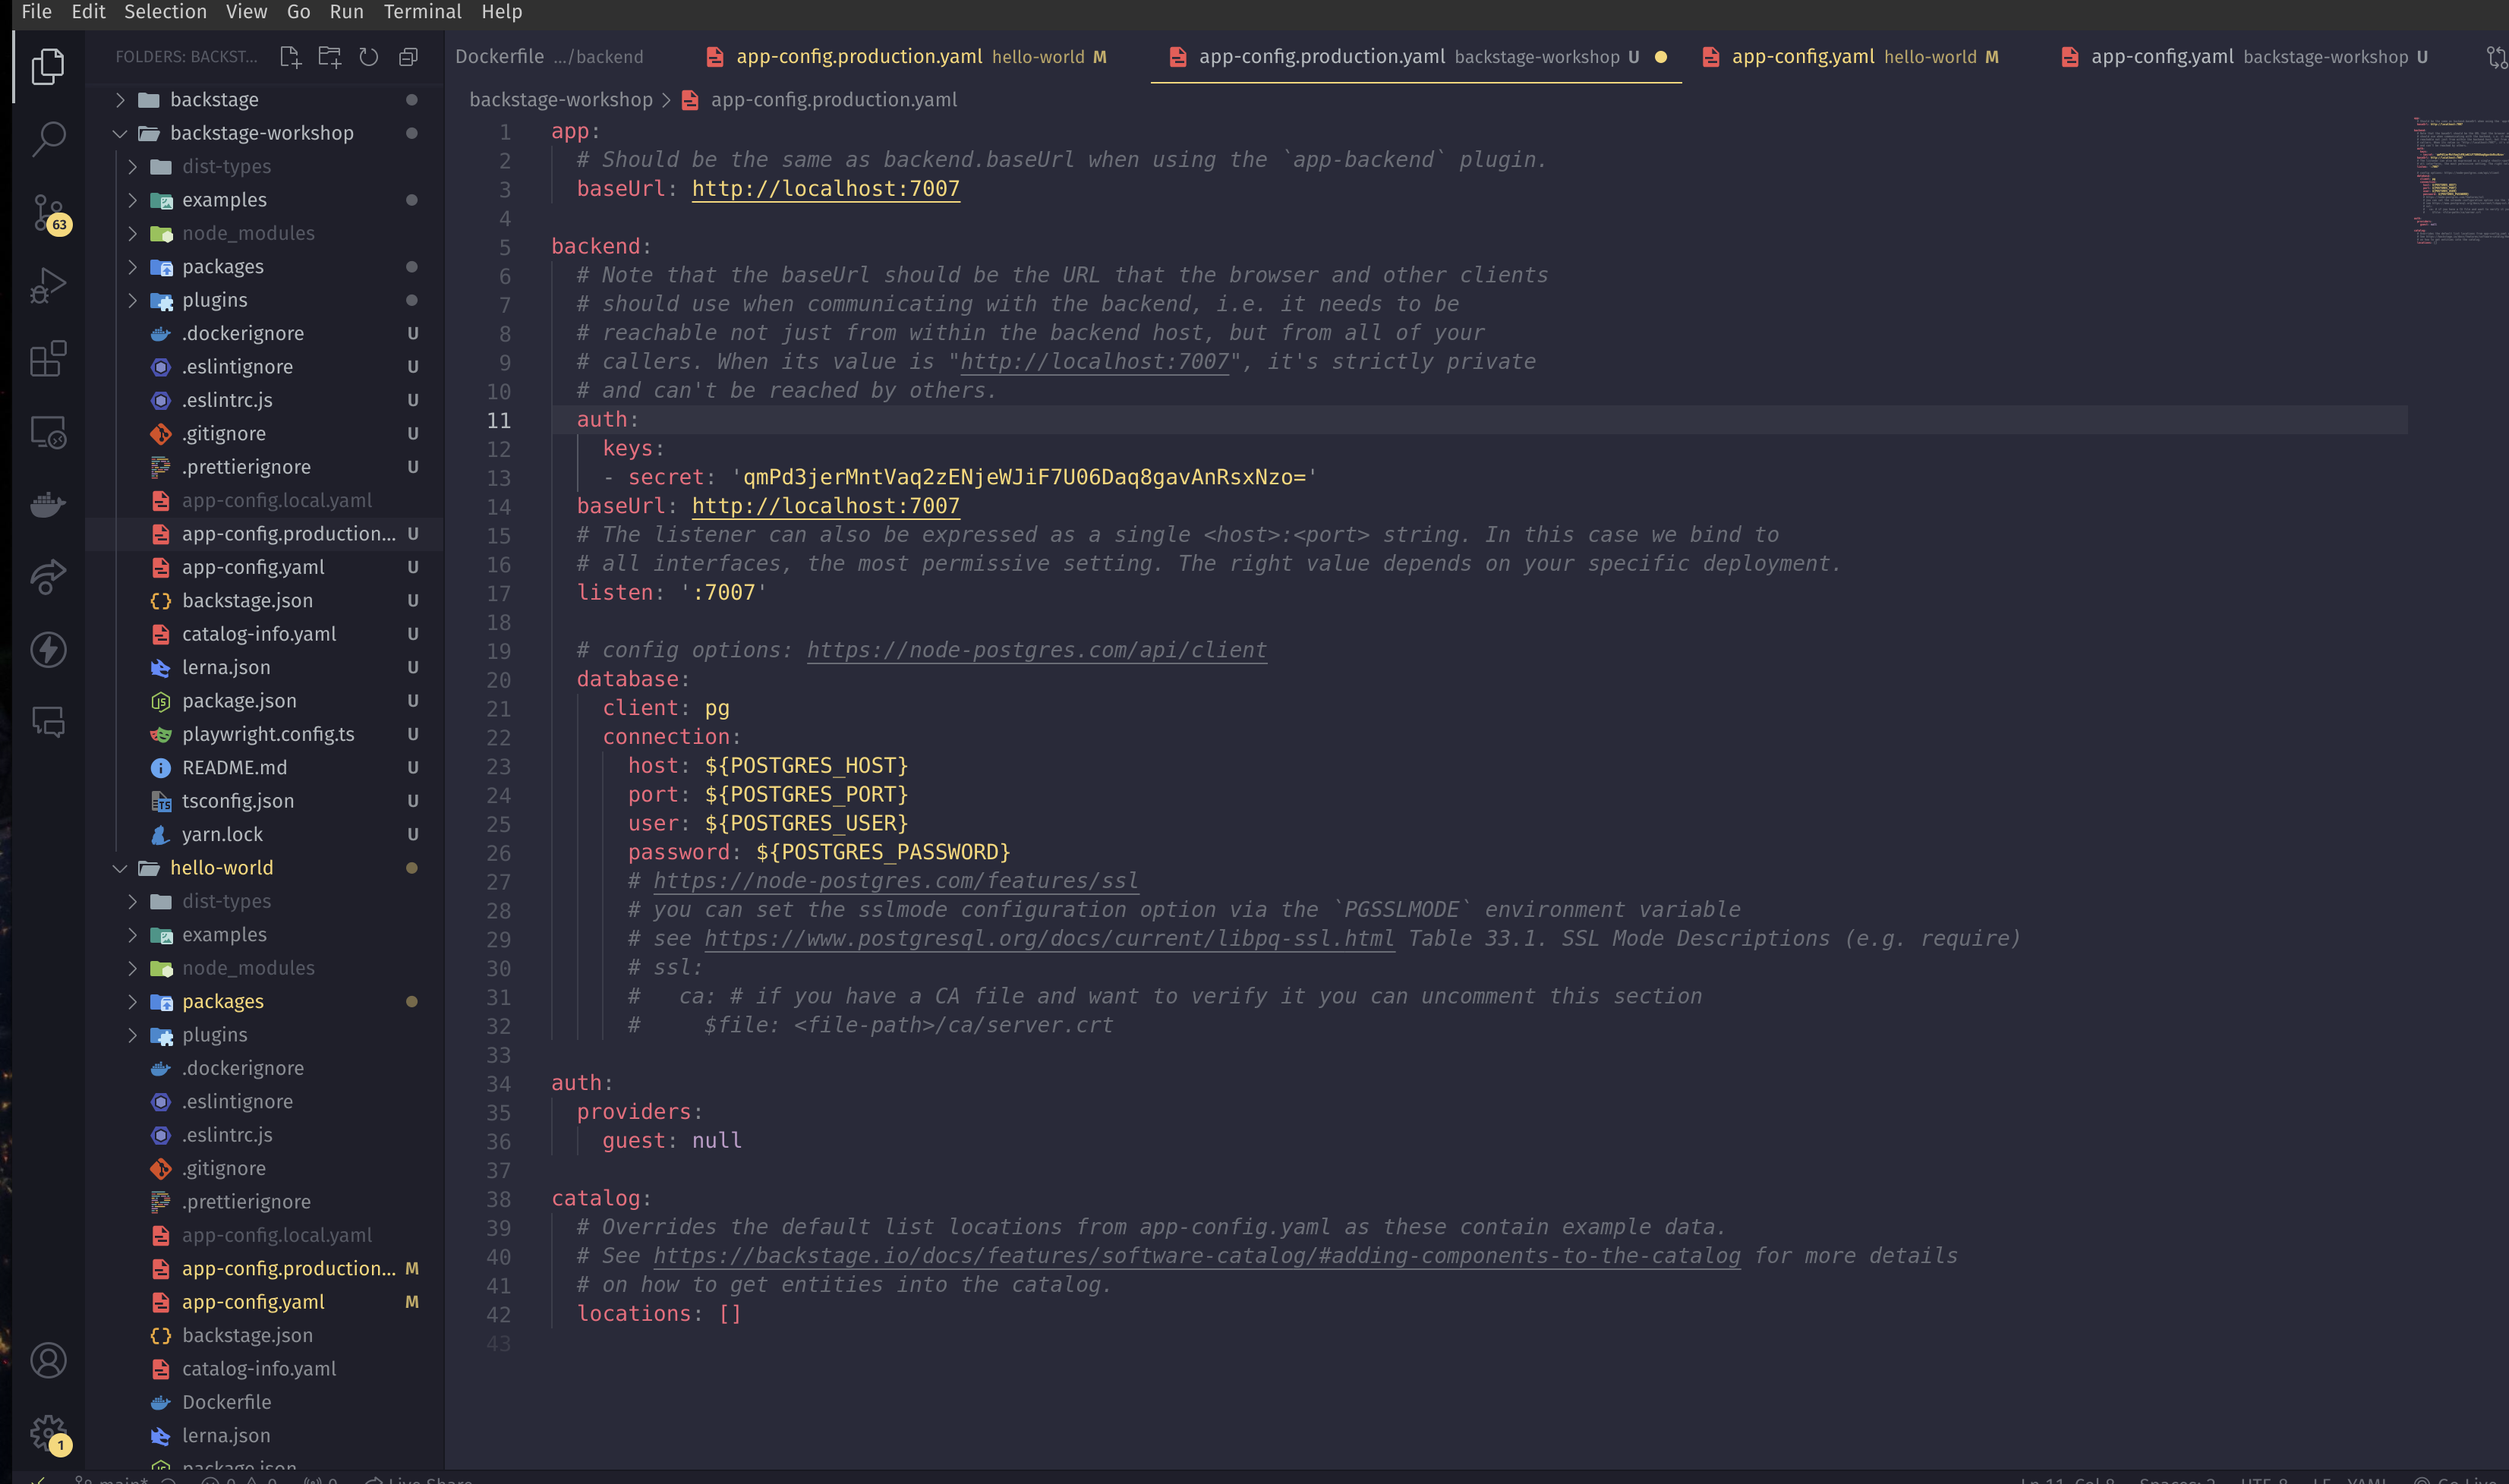 File Edit Selection View Go Run Terminal Help
FOLDERS: BACKST...
Dockerfile .../backend
app-config.production.yaml hello-world M
app-config.production.yaml backstage-workshop U
app-config.yaml hello-world M
app-config.yaml backstage-workshop U
backstage-workshop > app-config.production.yaml
backstage
backstage-workshop
dist-types
examples
node_modules
packages
plugins
.dockerignore U
.eslintignore U
.eslintrc.js U
.gitignore U
.prettierignore U
app-config.local.yaml
app-config.production... U
app-config.yaml U
backstage.json U
catalog-info.yaml U
lerna.json U
package.json U
playwright.config.ts U
README.md U
tsconfig.json U
yarn.lock U
hello-world
dist-types
examples
node_modules
packages
plugins
.dockerignore
.eslintignore
.eslintrc.js
.gitignore
.prettierignore
app-config.local.yaml
app-config.production... M
app-config.yaml M
backstage.json
catalog-info.yaml
Dockerfile
lerna.json
package.json
63
1
1 app:
2 # Should be the same as backend.baseUrl when using the `app-backend` plugin.
3 baseUrl: http://localhost:7007
4
5 backend:
6 # Note that the baseUrl should be the URL that the browser and other clients
7 # should use when communicating with the backend, i.e. it needs to be
8 # reachable not just from within the backend host, but from all of your
9 # callers. When its value is "http://localhost:7007", it's strictly private
10 # and can't be reached by others.
11 auth:
12 keys:
13 - secret: 'qmPd3jerMntVaq2zENjeWJiF7U06Daq8gavAnRsxNzo='
14 baseUrl: http://localhost:7007
15 # The listener can also be expressed as a single <host>:<port> string. In this case we bind to
16 # all interfaces, the most permissive setting. The right value depends on your specific deployment.
17 listen: ':7007'
18
19 # config options: https://node-postgres.com/api/client
20 database:
21 client: pg
22 connection:
23 host: ${POSTGRES_HOST}
24 port: ${POSTGRES_PORT}
25 user: ${POSTGRES_USER}
26 password: ${POSTGRES_PASSWORD}
27 # https://node-postgres.com/features/ssl
28 # you can set the sslmode configuration option via the `PGSSLMODE` environment variable
29 # see https://www.postgresql.org/docs/current/libpq-ssl.html Table 33.1. SSL Mode Descriptions (e.g. require)
30 # ssl:
31 # ca: # if you have a CA file and want to verify it you can uncomment this section
32 # $file: <file-path>/ca/server.crt
33
34 auth:
35 providers:
36 guest: null
37
38 catalog:
39 # Overrides the default list locations from app-config.yaml as these contain example data.
40 # See https://backstage.io/docs/features/software-catalog/#adding-components-to-the-catalog for more details
41 # on how to get entities into the catalog.
42 locations: []
43